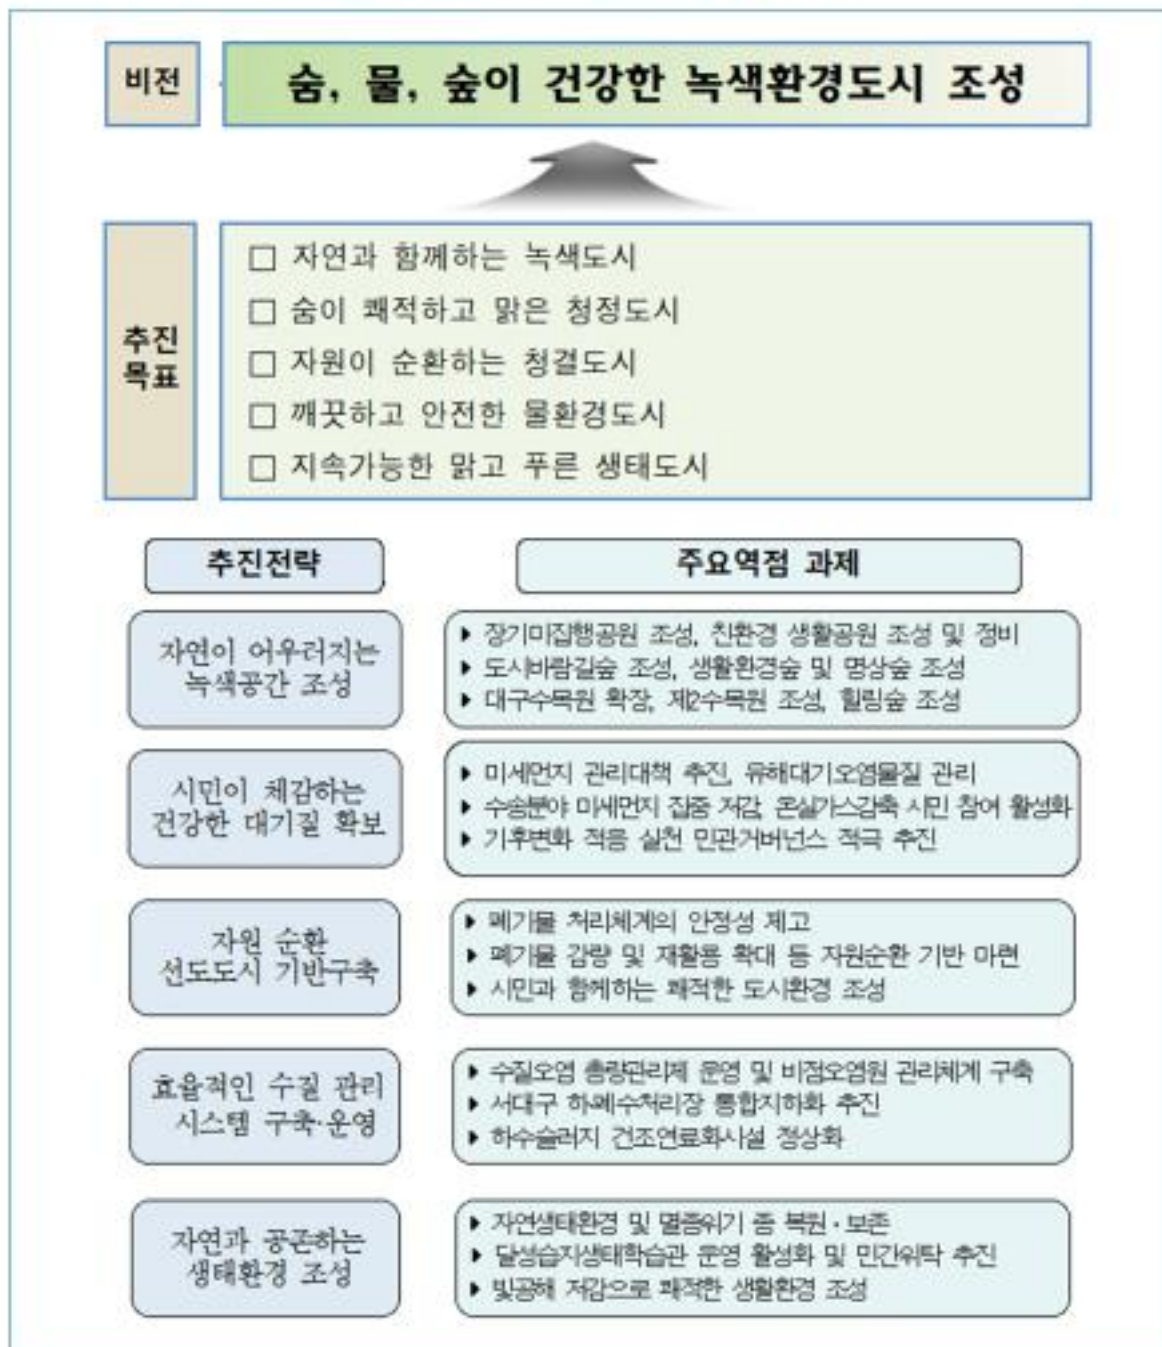 비전
숨, 물, 숲이 건강한 녹색환경도시 조성
추진
목표
□ 자연과 함께하는 녹색도시
□ 숨이 쾌적하고 맑은 청정도시
□ 자원이 순환하는 청결도시
□ 깨끗하고 안전한 물환경도시
□ 지속가능한 맑고 푸른 생태도시
추진전략
주요역점 과제
자연이 어우러지는
녹색공간 조성
▶ 장기미집행공원 조성, 친환경 생활공원 조성 및 정비
▶ 도시바람길숲 조성, 생활환경숲 및 명상숲 조성
▶ 대구수목원 확장, 제2수목원 조성, 힐링숲 조성
시민이 체감하는
건강한 대기질 확보
▶ 미세먼지 관리대책 추진, 유해대기오염물질 관리
▶ 수송분야 미세먼지 집중 저감, 온실가스감축 시민 참여 활성화
▶ 기후변화 적응 실천 민관거버넌스 적극 추진
자원 순환
선도도시 기반구축
▶ 폐기물 처리체계의 안정성 제고
▶ 폐기물 감량 및 재활용 확대 등 자원순환 기반 마련
▶ 시민과 함께하는 쾌적한 도시환경 조성
효율적인 수질 관리
시스템 구축·운영
▶ 수질오염 총량관리제 운영 및 비점오염원 관리체계 구축
▶ 서대구 하·폐수처리장 통합지하화 추진
▶ 하수슬러지 건조연료화시설 정상화
자연과 공존하는
생태환경 조성
▶ 자연생태환경 및 멸종위기 종 복원·보존
▶ 달성습지생태학습관 운영 활성화 및 민간위탁 추진
▶ 빛공해 저감으로 쾌적한 생활환경 조성